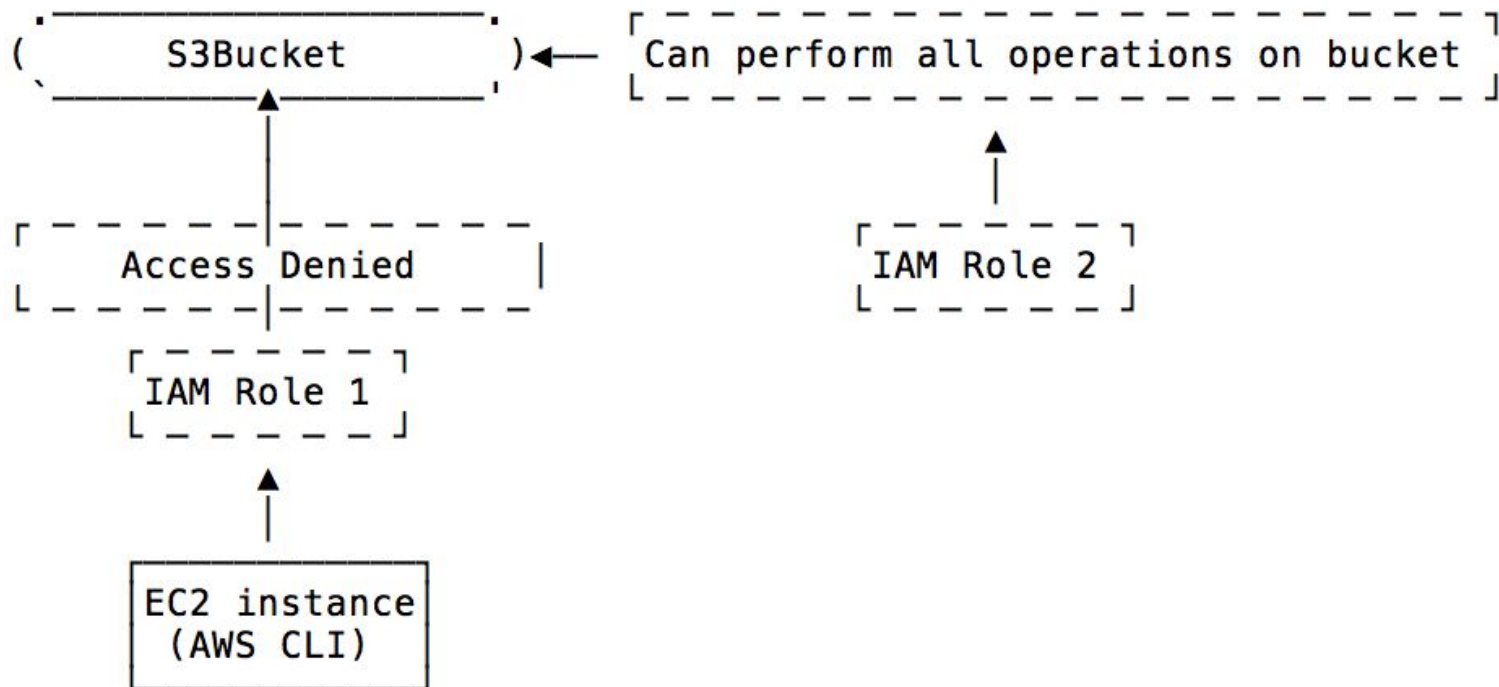 S3Bucket
Can perform all operations on bucket
Access Denied
IAM Role 2
IAM Role 1
EC2 instance
(AWS CLI)